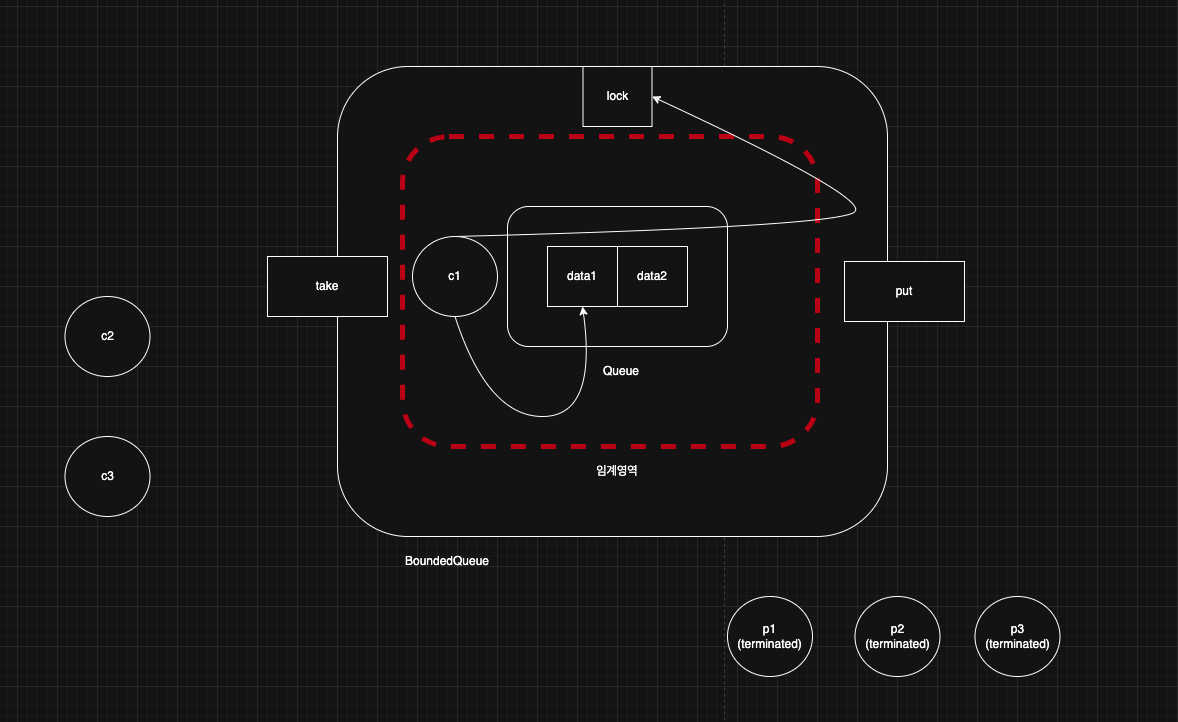 lock
c1
data1
data2
take
put
c2
Queue
c3
임계영역
BoundedQueue
p1
(terminated)
p2
(terminated)
p3
(terminated)